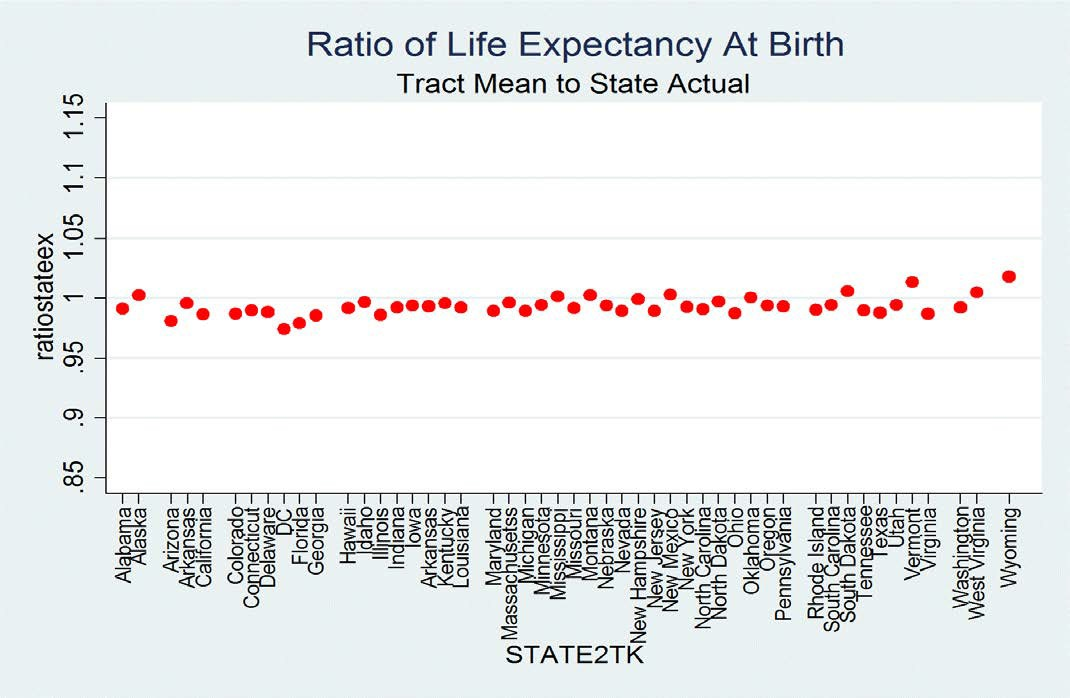 Ratio of Life Expectancy At Birth
Tract Mean to State Actual
1.15
1.1
1.05
1
.95
.9
.85
ratiostateex
Alabama
Alaska
Arizona
Arkansas
California
Colorado
Connecticut
Delaware
DC
Florida
Georgia
Hawaii
Idaho
Illinois
Indiana
Iowa
Arkansas
Kentucky
Louisiana
Maryland
Massachusetss
Michigan
Minnesota
Mississippi
Missouri
Montana
Nebraska
Nevada
New Hampshire
New Jersey
New Mexico
New York
North Carolina
North Dakota
Ohio
Oklahoma
Oregon
Pennsylvania
Rhode Island
South Carolina
South Dakota
Tennessee
Texas
Utah
Vermont
Virginia
Washington
West Virginia
Wyoming
STATE2TK